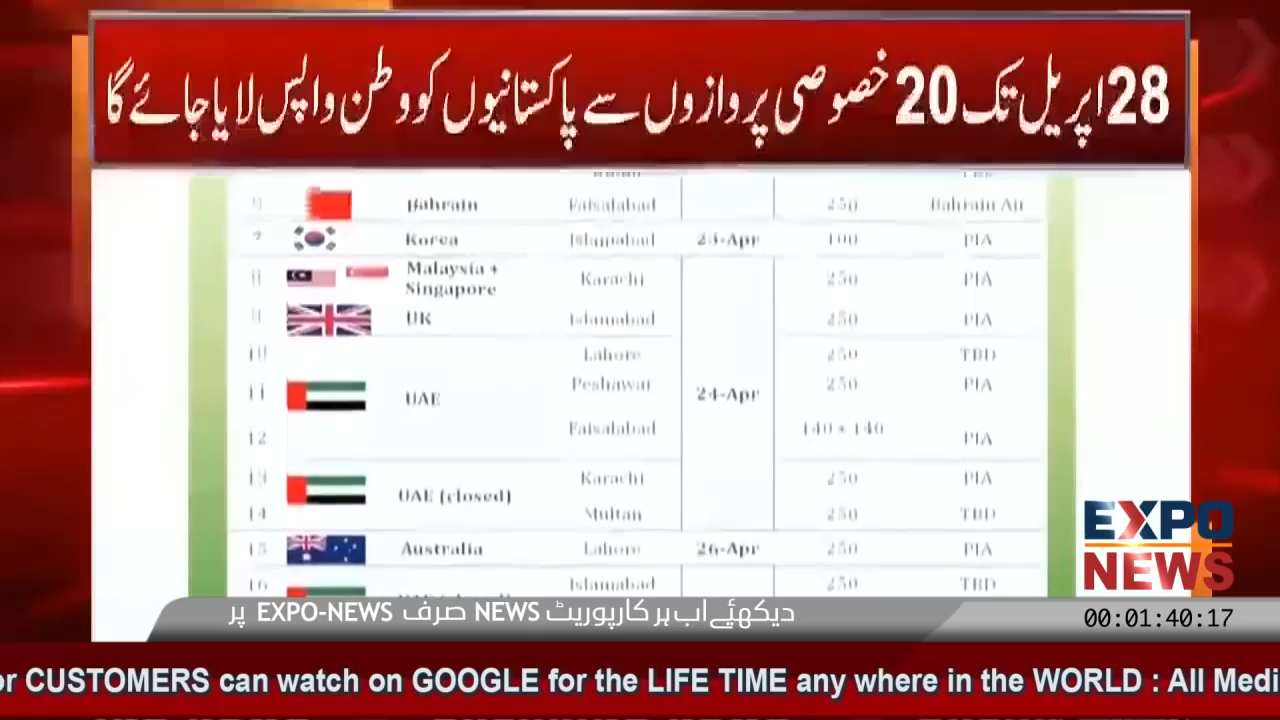 28 اپریل تک 20 خصوصی پروازوں سے پاکستانیوں کو وطن واپس لایا جائے گا
Bahrain Faisalabad 250 Bahrain Air
7 Korea Islamabad 23-Apr 100 PIA
8 Malaysia + Singapore Karachi 250 PIA
9 UK Islamabad 250 PIA
10 Lahore 250 TBD
11 UAE Peshawar 24-Apr 250 PIA
12 Faisalabad 140 + 140 PIA
13 UAE (closed) Karachi 250 PIA
14 Multan 250 TBD
15 Australia Lahore 26-Apr 250 PIA
16 Islamabad 250 TBD
EXPO
NEWS
دیکھیئے اب ہر کارپوریٹ NEWS صرف EXPO-NEWS پر
00:01:40:17
or CUSTOMERS can watch on GOOGLE for the LIFE TIME any where in the WORLD : All Medi